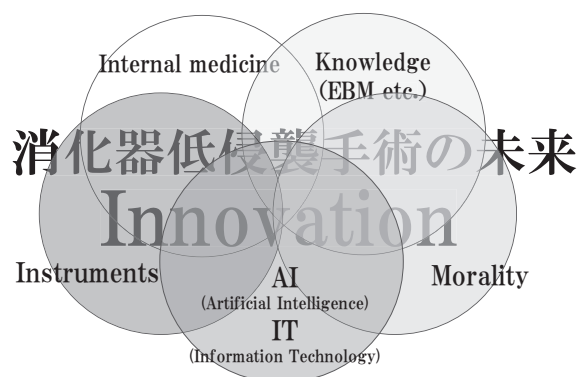 Internal medicine
Knowledge
(EBM etc.)
消化器低侵襲手術の未来
Innovation
Instruments
AI
(Artificial Intelligence)
IT
(Information Technology)
Morality